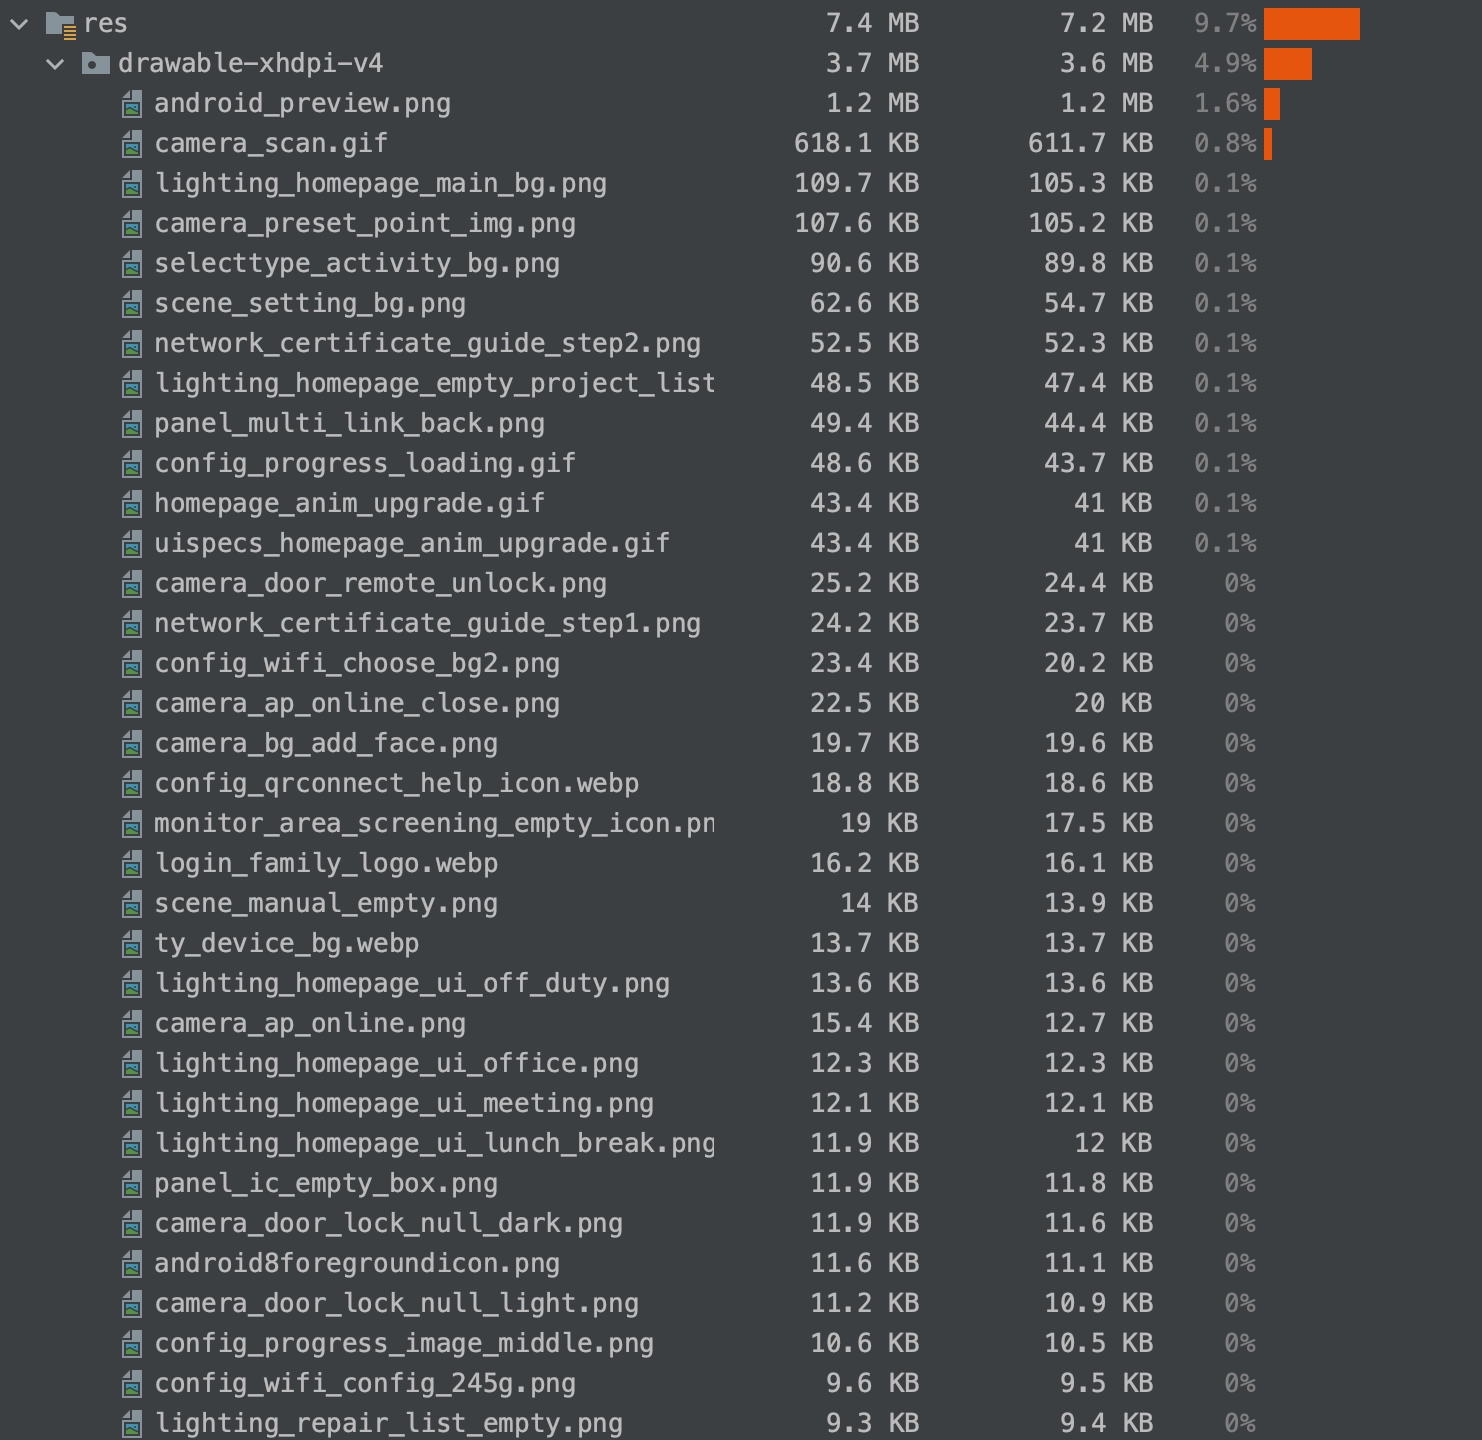 res 7.4 MB 7.2 MB 9.7%
drawable-xhdpi-v4 3.7 MB 3.6 MB 4.9%
android_preview.png 1.2 MB 1.2 MB 1.6%
camera_scan.gif 618.1 KB 611.7 KB 0.8%
lighting_homepage_main_bg.png 109.7 KB 105.3 KB 0.1%
camera_preset_point_img.png 107.6 KB 105.2 KB 0.1%
selecttype_activity_bg.png 90.6 KB 89.8 KB 0.1%
scene_setting_bg.png 62.6 KB 54.7 KB 0.1%
network_certificate_guide_step2.png 52.5 KB 52.3 KB 0.1%
lighting_homepage_empty_project_list 48.5 KB 47.4 KB 0.1%
panel_multi_link_back.png 49.4 KB 44.4 KB 0.1%
config_progress_loading.gif 48.6 KB 43.7 KB 0.1%
homepage_anim_upgrade.gif 43.4 KB 41 KB 0.1%
uispecs_homepage_anim_upgrade.gif 43.4 KB 41 KB 0.1%
camera_door_remote_unlock.png 25.2 KB 24.4 KB 0%
network_certificate_guide_step1.png 24.2 KB 23.7 KB 0%
config_wifi_choose_bg2.png 23.4 KB 20.2 KB 0%
camera_ap_online_close.png 22.5 KB 20 KB 0%
camera_bg_add_face.png 19.7 KB 19.6 KB 0%
config_qrconnect_help_icon.webp 18.8 KB 18.6 KB 0%
monitor_area_screening_empty_icon.pn 19 KB 17.5 KB 0%
login_family_logo.webp 16.2 KB 16.1 KB 0%
scene_manual_empty.png 14 KB 13.9 KB 0%
ty_device_bg.webp 13.7 KB 13.7 KB 0%
lighting_homepage_ui_off_duty.png 13.6 KB 13.6 KB 0%
camera_ap_online.png 15.4 KB 12.7 KB 0%
lighting_homepage_ui_office.png 12.3 KB 12.3 KB 0%
lighting_homepage_ui_meeting.png 12.1 KB 12.1 KB 0%
lighting_homepage_ui_lunch_break.png 11.9 KB 12 KB 0%
panel_ic_empty_box.png 11.9 KB 11.8 KB 0%
camera_door_lock_null_dark.png 11.9 KB 11.6 KB 0%
android8foregroundicon.png 11.6 KB 11.1 KB 0%
camera_door_lock_null_light.png 11.2 KB 10.9 KB 0%
config_progress_image_middle.png 10.6 KB 10.5 KB 0%
config_wifi_config_245g.png 9.6 KB 9.5 KB 0%
lighting_repair_list_empty.png 9.3 KB 9.4 KB 0%